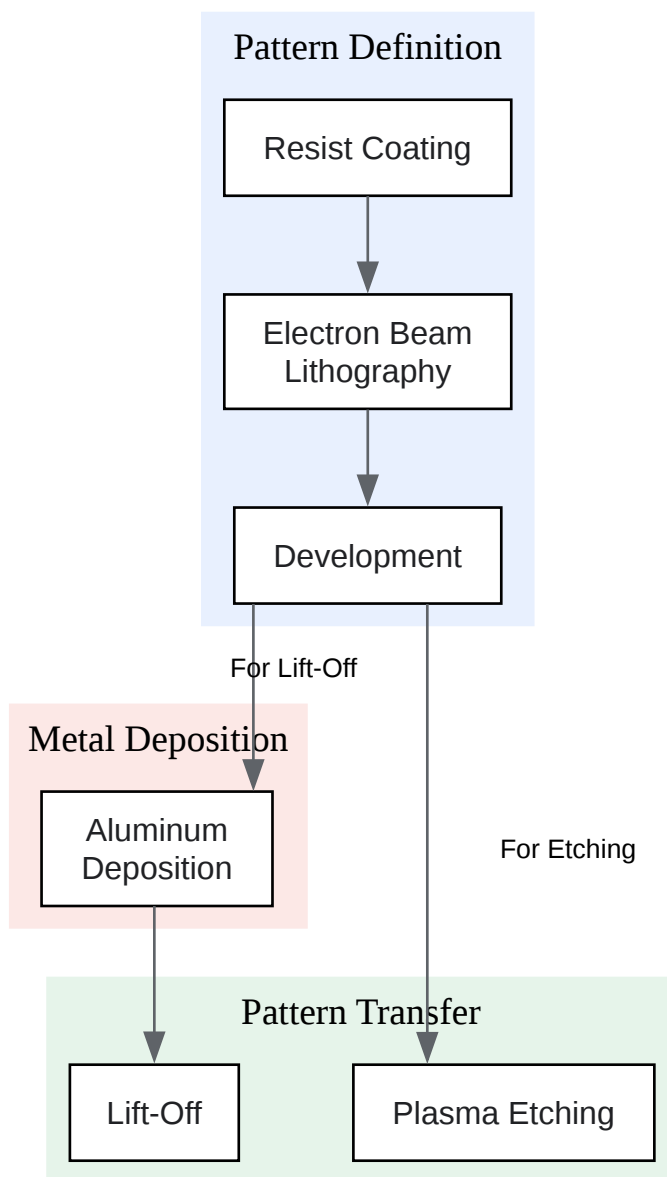 Pattern Definition
Resist Coating
Electron Beam
Lithography
Development
For Lift-Off
Metal Deposition
Aluminum
Deposition
For Etching
Pattern Transfer
Lift-Off
Plasma Etching